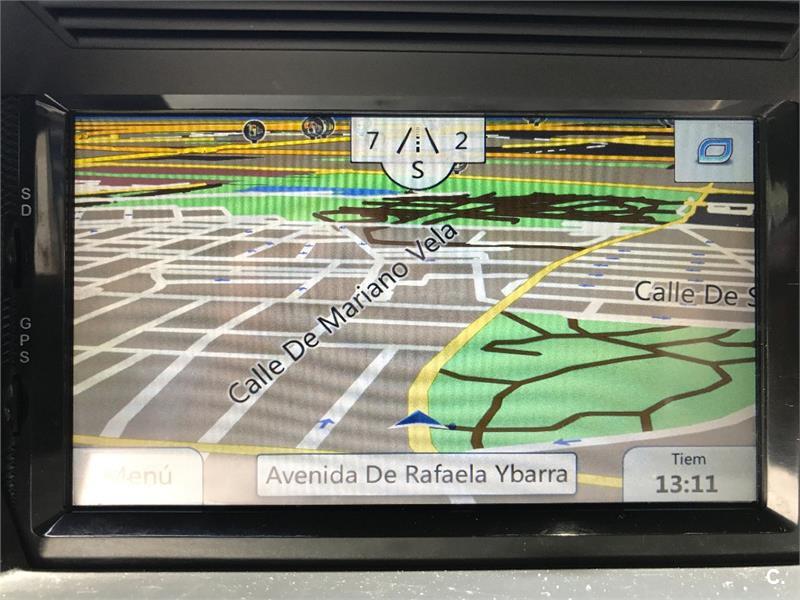 7 2
S
SD
Calle De Mariano Vela
Calle De S
GPS
Menú
Avenida De Rafaela Ybarra
Tiem
13:11
C.